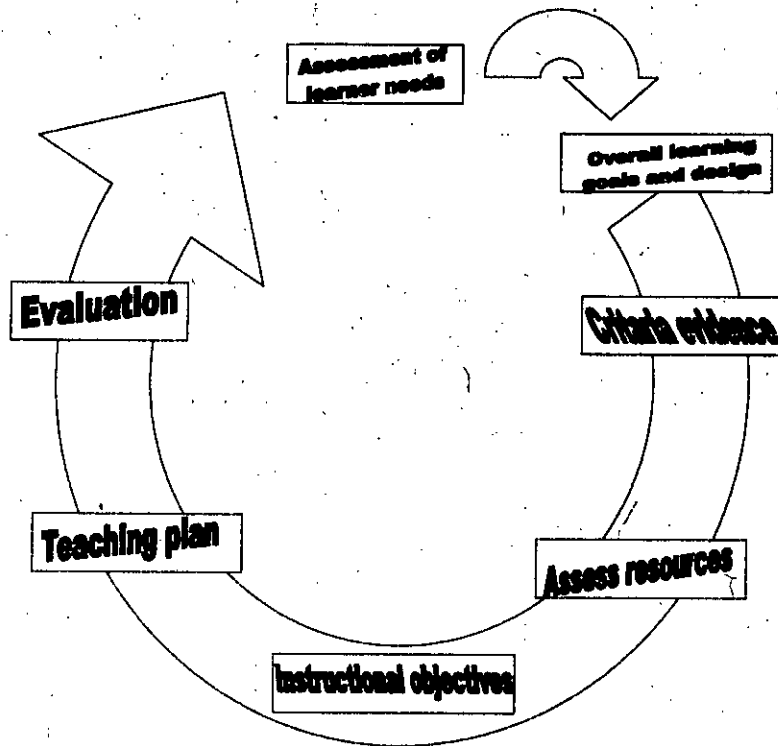 Assessment of
learner needs
Overall learning
goals and design
Criteria evidence
Assess resources
Instructional objectives
Teaching plan
Evaluation